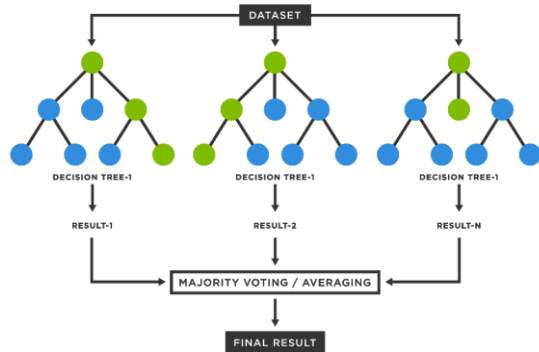 DATASET
DECISION TREE-1
DECISION TREE-1
DECISION TREE-1
RESULT-1
RESULT-2
RESULT-N
MAJORITY VOTING / AVERAGING
FINAL RESULT